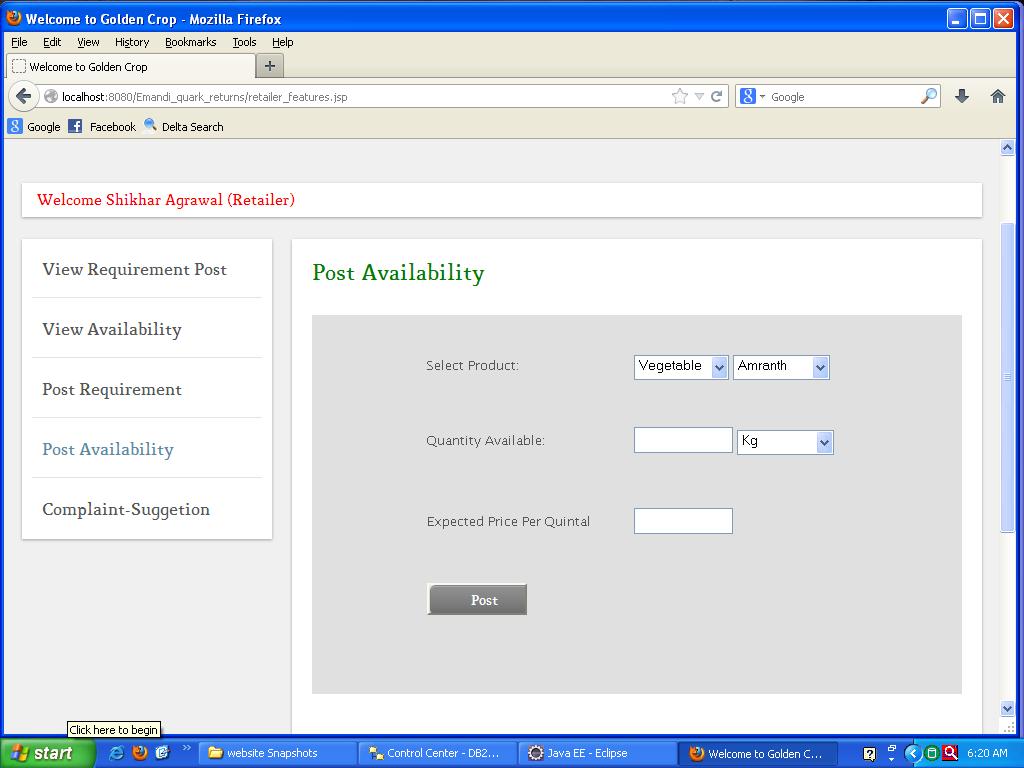 Welcome to Golden Crop - Mozilla Firefox
File Edit View History Bookmarks Tools Help
Welcome to Golden Crop
localhost:8080/Emandi_quark_returns/retailer_features.jsp
Google
Google Facebook Delta Search
Welcome Shikhar Agrawal (Retailer)
View Requirement Post
View Availability
Post Requirement
Post Availability
Complaint-Suggetion
Post Availability
Select Product: Vegetable Amranth
Quantity Available: Kg
Expected Price Per Quintal
Post
Click here to begin
start
website Snapshots
Control Center - DB2...
Java EE - Eclipse
Welcome to Golden C...
6:20 AM